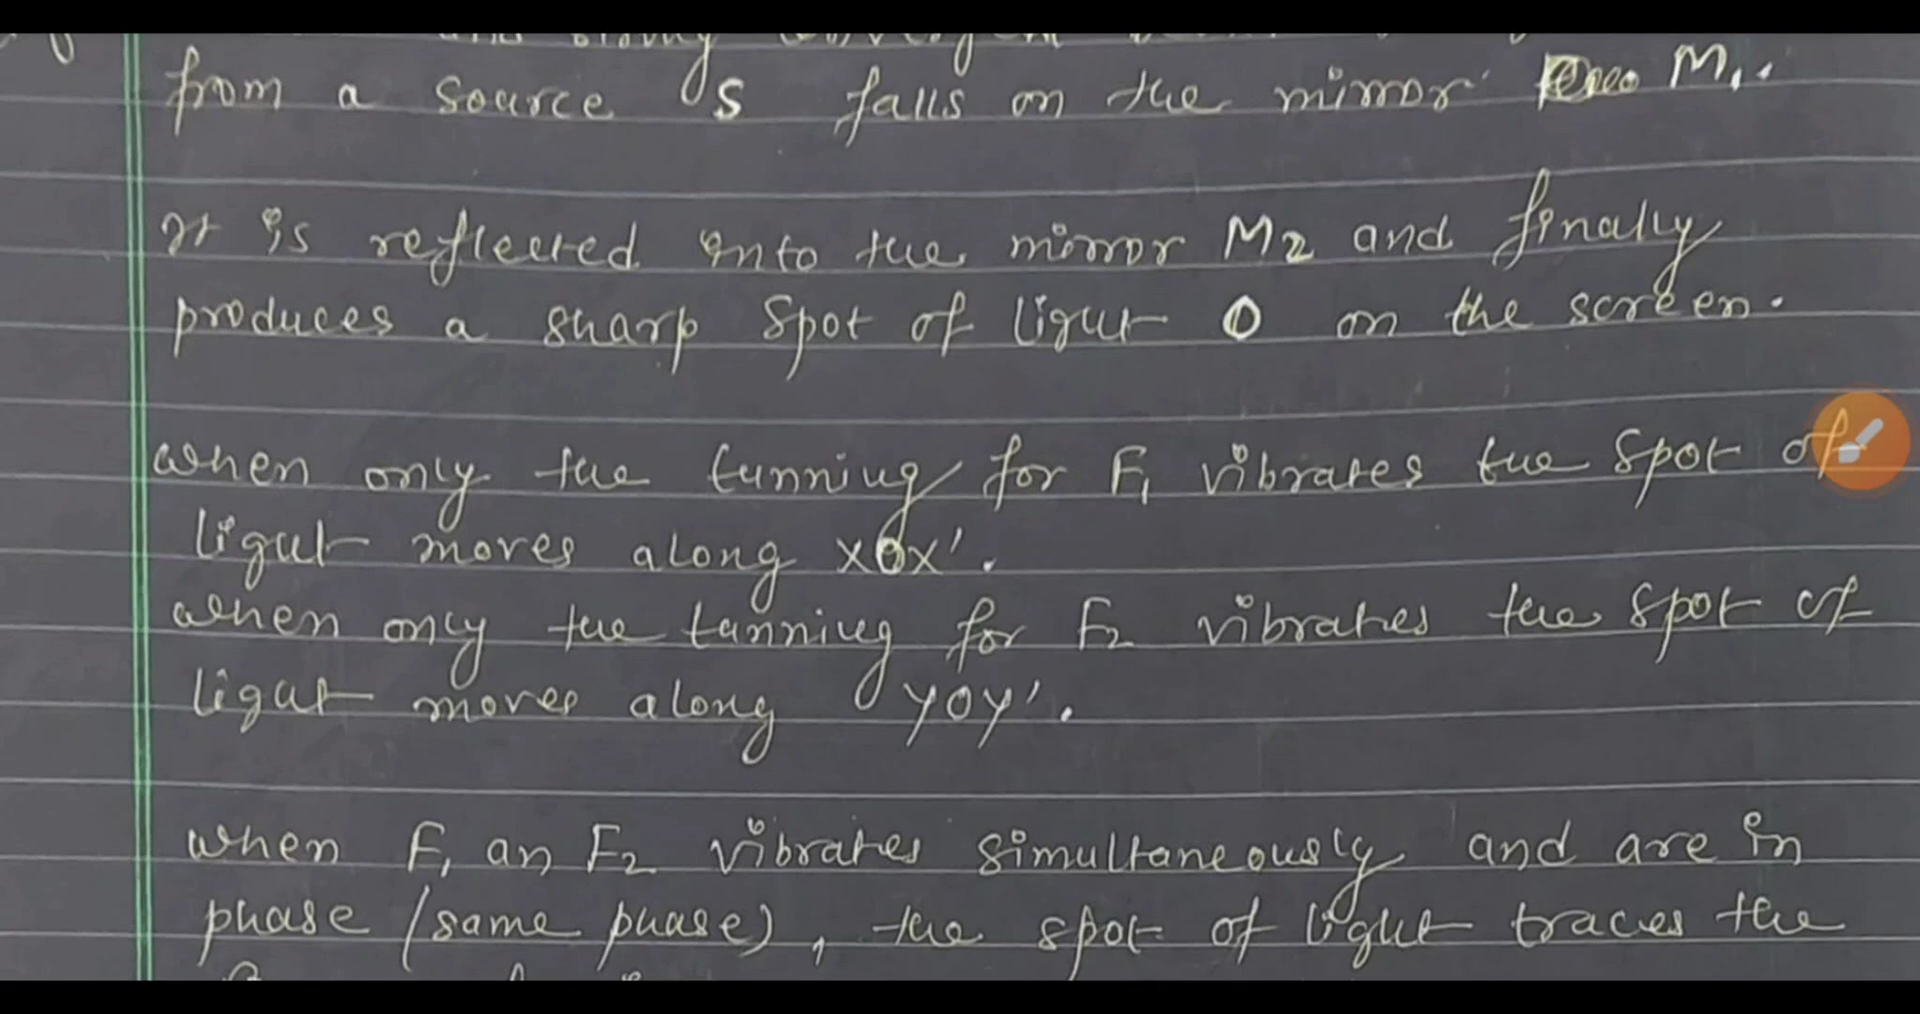 from a source S falls on the mirror M1.
It is reflected into the mirror M2 and finally
produces a sharp spot of light O on the screen.
when only the tunning for F1 vibrates the spot of
light moves along XOX'.
when only the tunning for F2 vibrates the spot of
light moves along YOY'.
when F1 an F2 vibrates simultaneously and are in
phase (same phase), the spot of light traces the